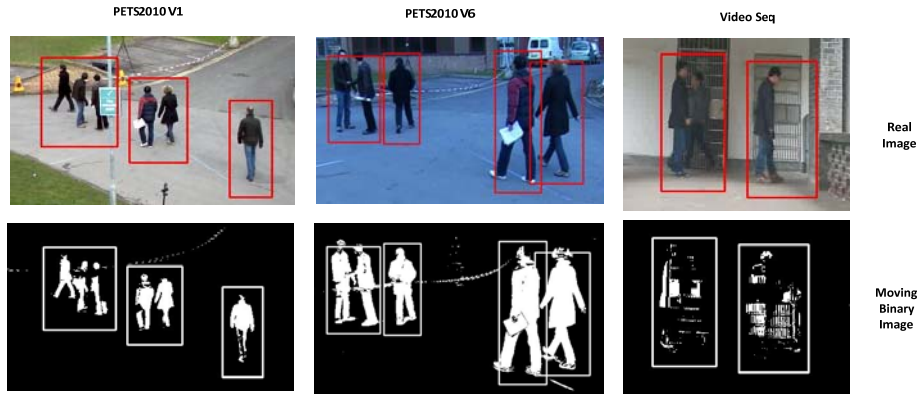 PETS2010 V1
PETS2010 V6
Video Seq
Real
Image
Moving
Binary
Image